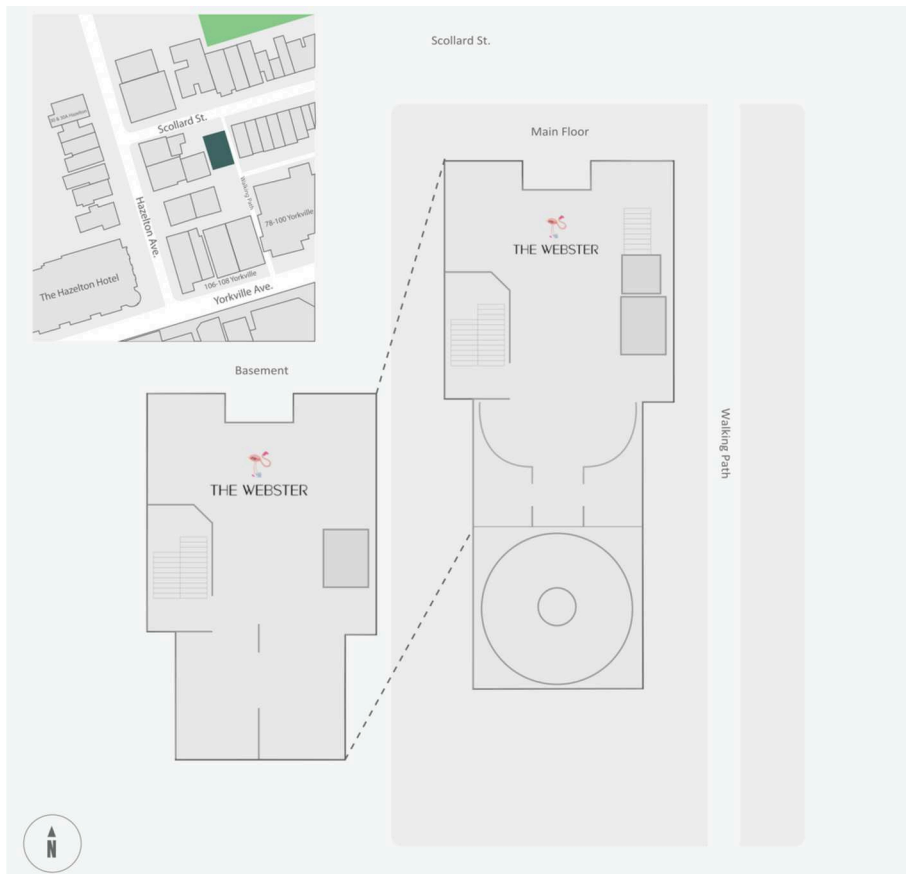 Scollard St.
Main Floor
THE WEBSTER
Walking Path
Basement
THE WEBSTER
N
Scollard St.
Hazelton Ave.
Walking Path
78-100 Yorkville
The Hazelton Hotel
106-108 Yorkville
Yorkville Ave.